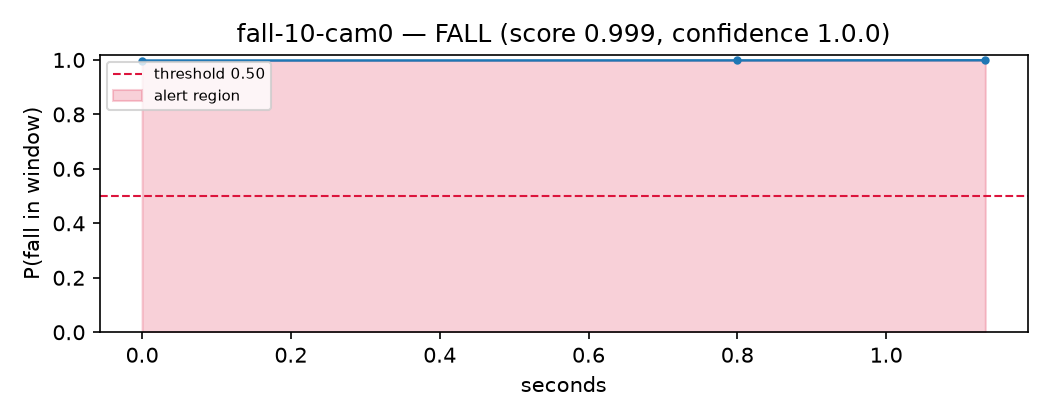 fall-10-cam0 — FALL (score 0.999, confidence 1.0.0)
1.0
0.8
0.6
0.4
0.2
0.0
P(fall in window)
threshold 0.50
alert region
0.0 0.2 0.4 0.6 0.8 1.0
seconds